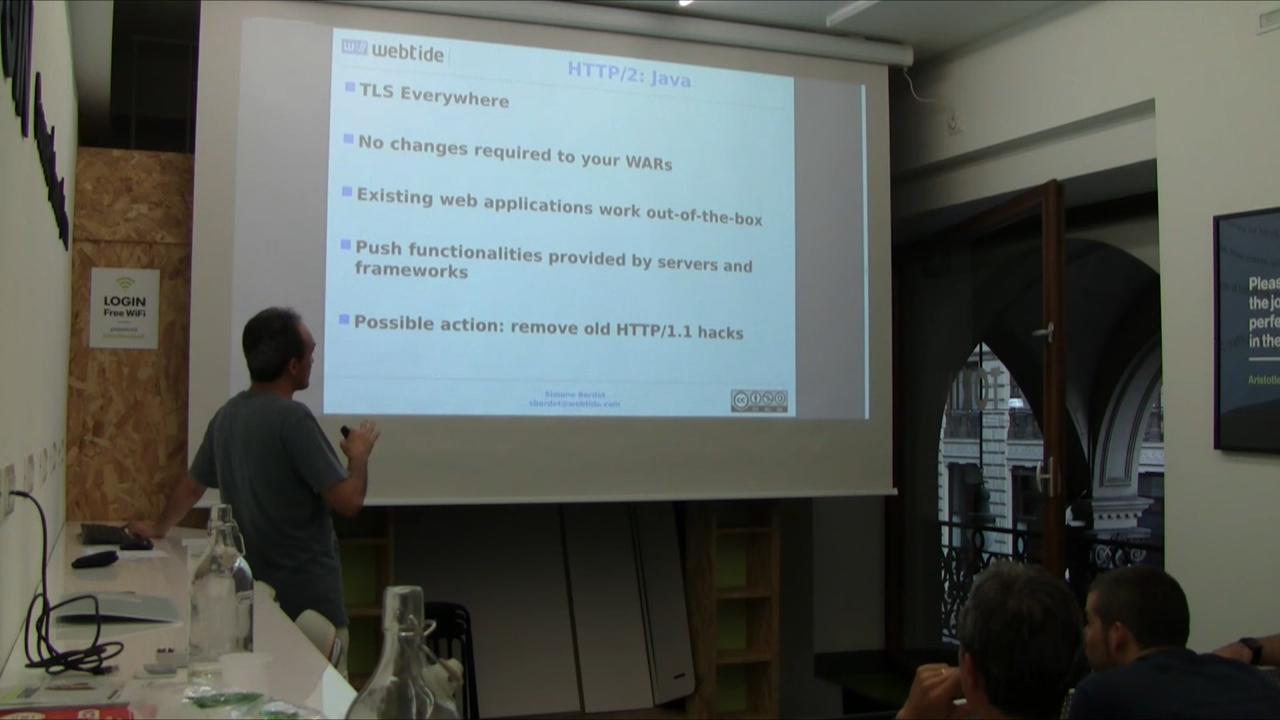 webtide
HTTP/2: Java
TLS Everywhere
No changes required to your WARs
Existing web applications work out-of-the-box
Push functionalities provided by servers and
frameworks
Possible action: remove old HTTP/1.1 hacks
Simone Bordet
sbordet@webtide.com
LOGIN
Free WiFi
Pleas
the jo
perfe
in the
Aristotl